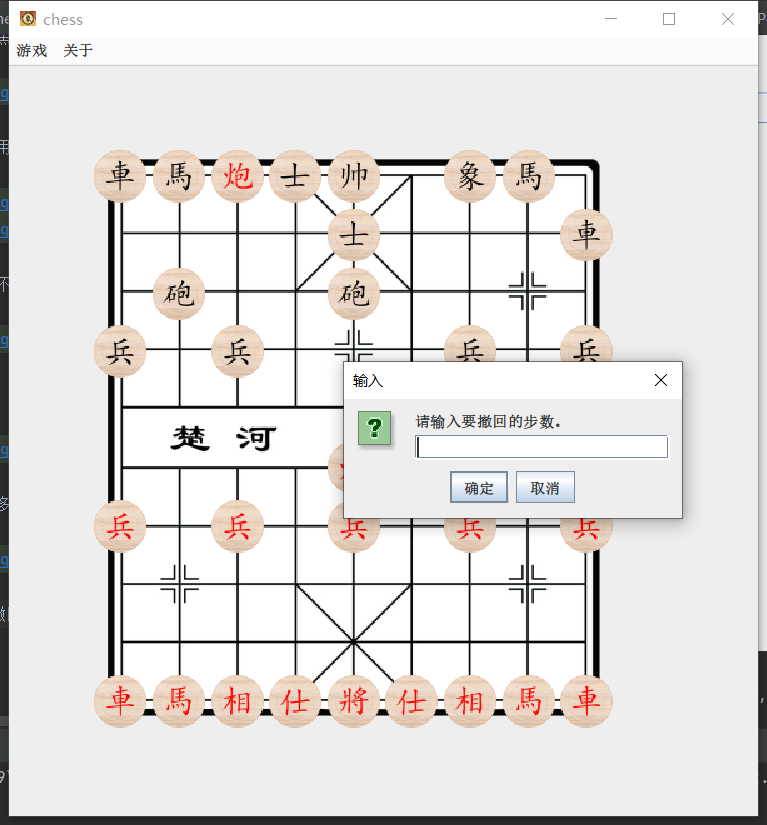 chess
游戏 关于
車 馬 炮 士 帅 象 馬
士 車
砲 砲
兵 兵 兵 兵
输入
请输入要撤回的步数。
楚 河
确定 取消
兵 兵 兵 兵 兵
車 馬 相 仕 將 仕 相 馬 車